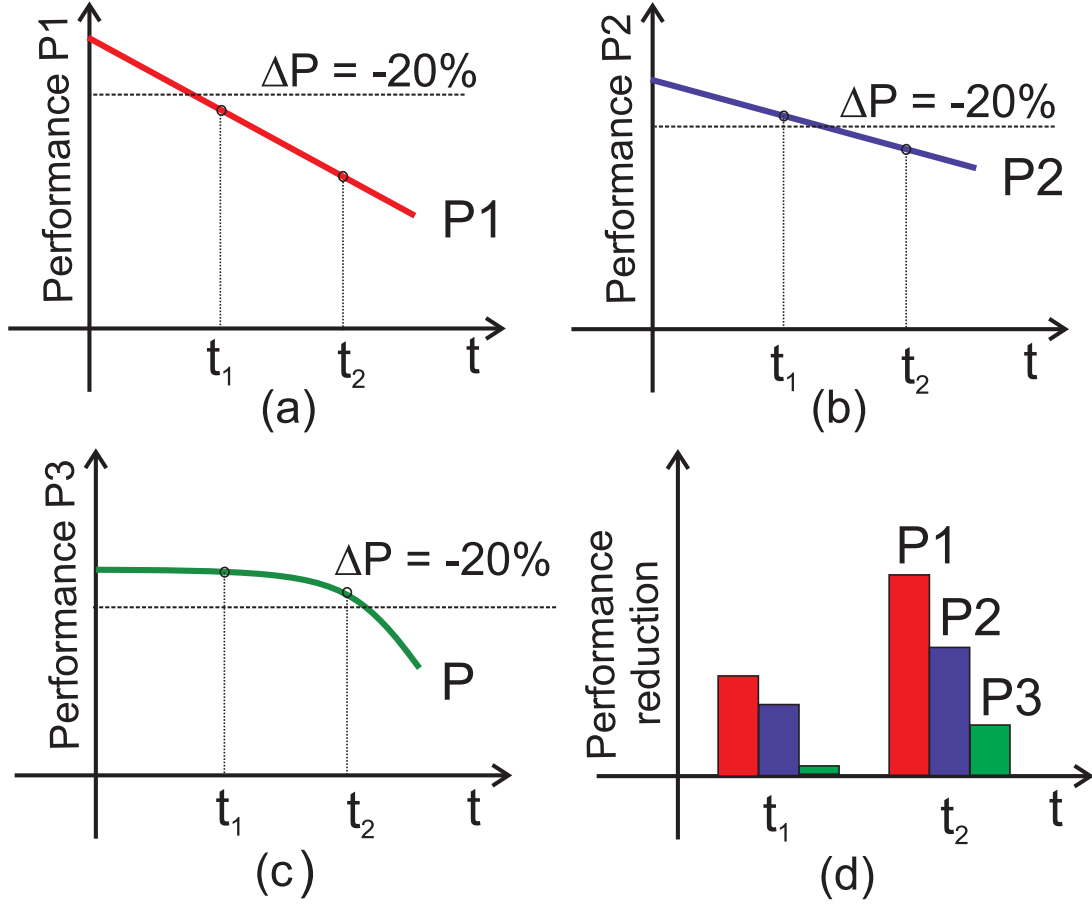 Performance P1
ΔP = -20%
P1
t₁
t₂
t
(a)
Performance P2
ΔP = -20%
P2
t₁
t₂
t
(b)
Performance P3
ΔP = -20%
P
t₁
t₂
t
(c)
Performance
reduction
P1
P2
P3
t₁
t₂
t
(d)